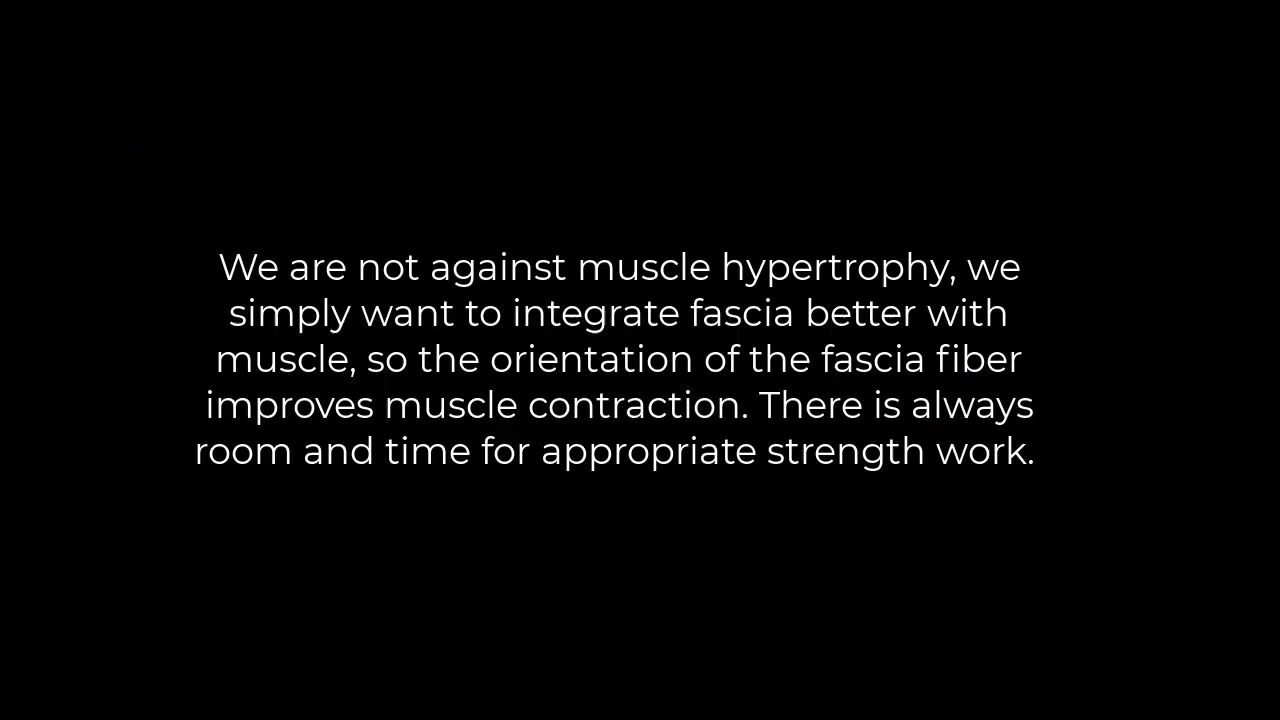 We are not against muscle hypertrophy, we
simply want to integrate fascia better with
muscle, so the orientation of the fascia fiber
improves muscle contraction. There is always
room and time for appropriate strength work.